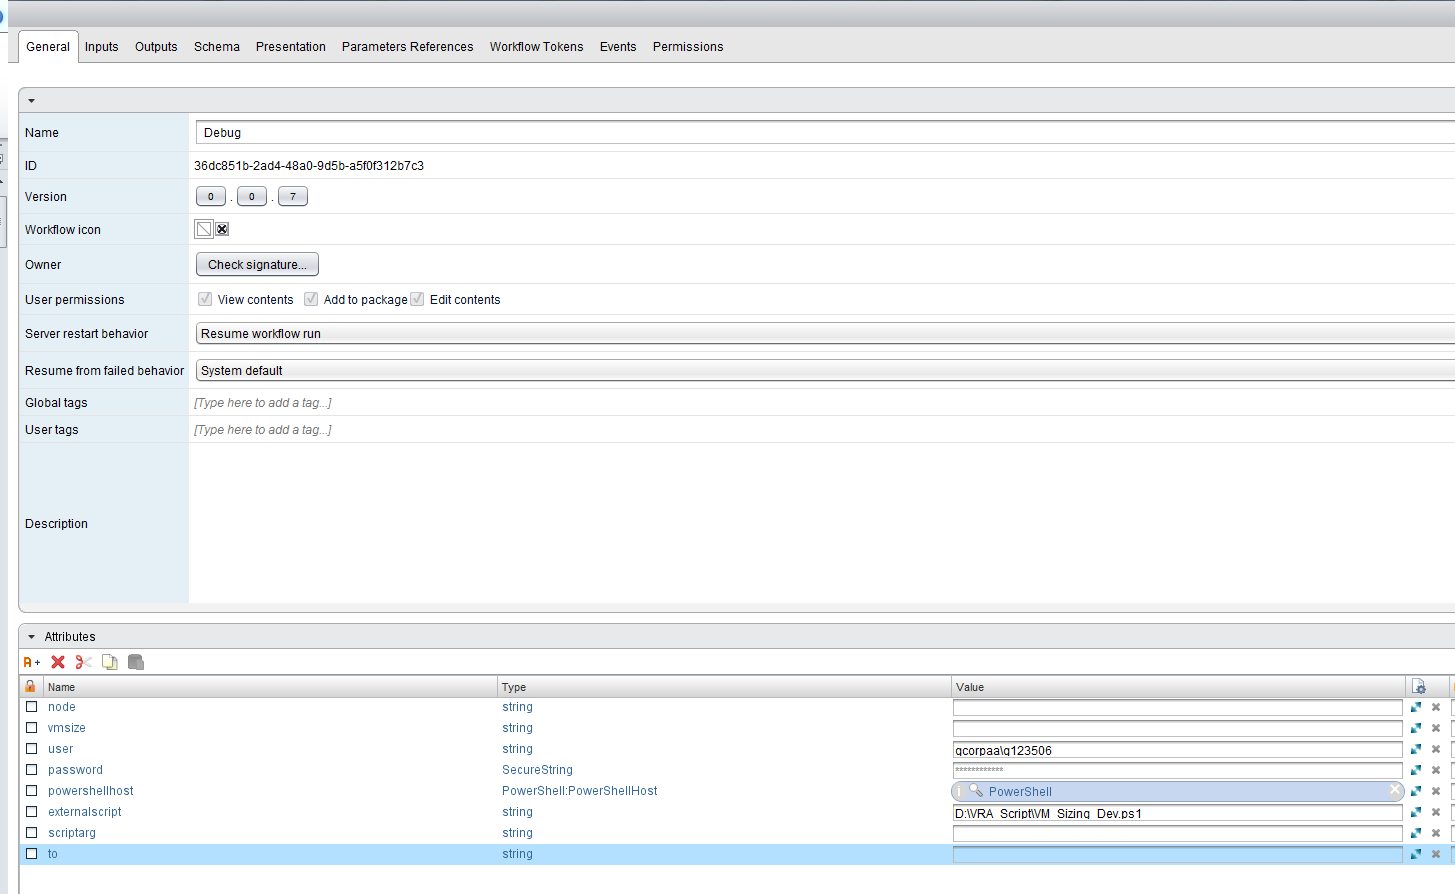 General Inputs Outputs Schema Presentation Parameters References Workflow Tokens Events Permissions
Name Debug
ID 36dc851b-2ad4-48a0-9d5b-a5f0f312b7c3
Version 0 . 0 . 7
Workflow icon
Owner Check signature...
User permissions View contents Add to package Edit contents
Server restart behavior Resume workflow run
Resume from failed behavior System default
Global tags [Type here to add a tag...]
User tags [Type here to add a tag...]
Description
Attributes
A+
Name Type Value
node string
vmsize string
user string qcorpaa\q123506
password SecureString ************
powershellhost PowerShell:PowerShellHost PowerShell
externalscript string D:\VRA_Script\VM_Sizing_Dev.ps1
scriptarg string
to string